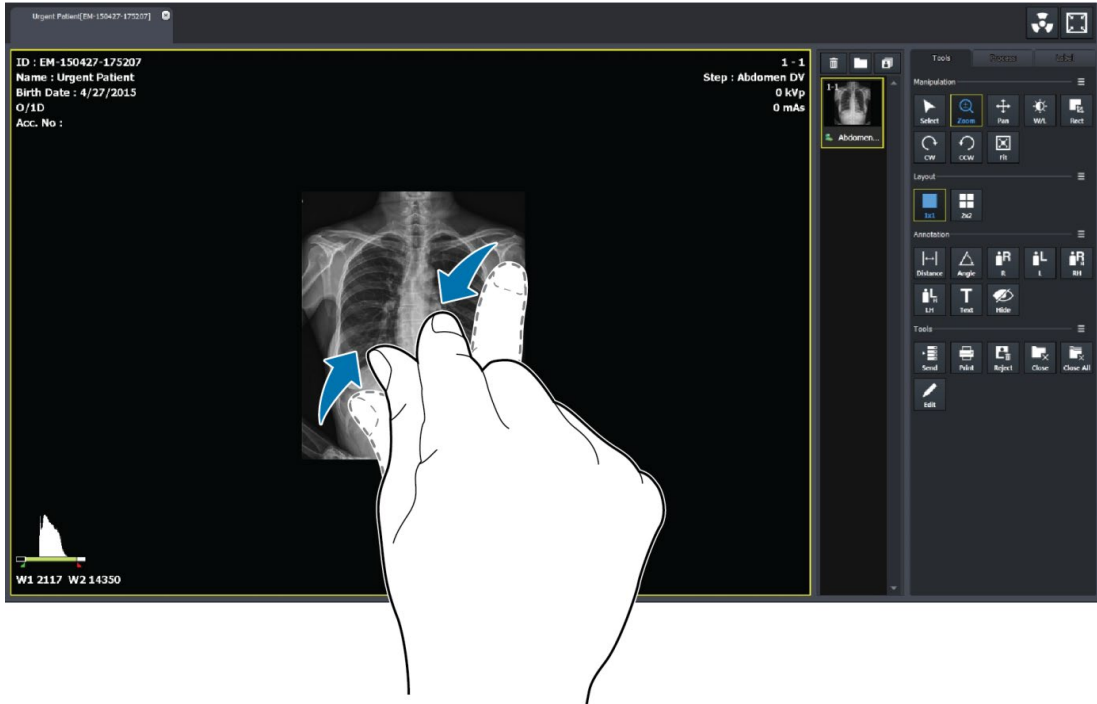 Urgent Patient[EM-150427-175207]
ID : EM-150427-175207
Name : Urgent Patient
Birth Date : 4/27/2015
O/1D
Acc. No :
1 - 1
Step : Abdomen DV
0 kVp
0 mAs
W1 2117 W2 14350
1-1
Abdomen...
Tools Process Label
Manipulation
Select Zoom Pan W/L Rect
CW CCW Fit
Layout
1x1 2x2
Annotation
Distance Angle R L RH
LH Text Hide
Tools
Send Print Reject Close Close All
Edit